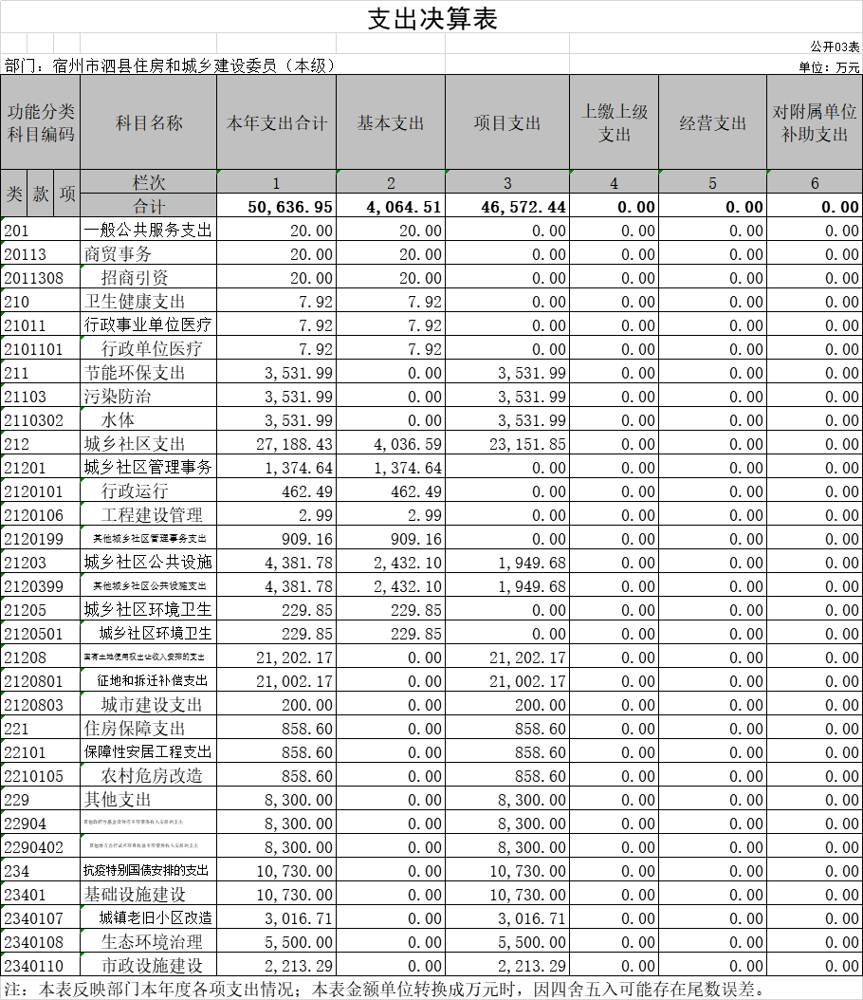 支出决算表
公开03表
部门：宿州市泗县住房和城乡建设委员（本级）
单位：万元
功能分类科目编码 科目名称 本年支出合计 基本支出 项目支出 上缴上级支出 经营支出 对附属单位补助支出
类 款 项 栏次 1 2 3 4 5 6
合计 50,636.95 4,064.51 46,572.44 0.00 0.00 0.00
201 一般公共服务支出 20.00 20.00 0.00 0.00 0.00 0.00
20113 商贸事务 20.00 20.00 0.00 0.00 0.00 0.00
2011308 招商引资 20.00 20.00 0.00 0.00 0.00 0.00
210 卫生健康支出 7.92 7.92 0.00 0.00 0.00 0.00
21011 行政事业单位医疗 7.92 7.92 0.00 0.00 0.00 0.00
2101101 行政单位医疗 7.92 7.92 0.00 0.00 0.00 0.00
211 节能环保支出 3,531.99 0.00 3,531.99 0.00 0.00 0.00
21103 污染防治 3,531.99 0.00 3,531.99 0.00 0.00 0.00
2110302 水体 3,531.99 0.00 3,531.99 0.00 0.00 0.00
212 城乡社区支出 27,188.43 4,036.59 23,151.85 0.00 0.00 0.00
21201 城乡社区管理事务 1,374.64 1,374.64 0.00 0.00 0.00 0.00
2120101 行政运行 462.49 462.49 0.00 0.00 0.00 0.00
2120106 工程建设管理 2.99 2.99 0.00 0.00 0.00 0.00
2120199 其他城乡社区管理事务支出 909.16 909.16 0.00 0.00 0.00 0.00
21203 城乡社区公共设施 4,381.78 2,432.10 1,949.68 0.00 0.00 0.00
2120399 其他城乡社区公共设施支出 4,381.78 2,432.10 1,949.68 0.00 0.00 0.00
21205 城乡社区环境卫生 229.85 229.85 0.00 0.00 0.00 0.00
2120501 城乡社区环境卫生 229.85 229.85 0.00 0.00 0.00 0.00
21208 国有土地使用权出让收入安排的支出 21,202.17 0.00 21,202.17 0.00 0.00 0.00
2120801 征地和拆迁补偿支出 21,002.17 0.00 21,002.17 0.00 0.00 0.00
2120803 城市建设支出 200.00 0.00 200.00 0.00 0.00 0.00
221 住房保障支出 858.60 0.00 858.60 0.00 0.00 0.00
22101 保障性安居工程支出 858.60 0.00 858.60 0.00 0.00 0.00
2210105 农村危房改造 858.60 0.00 858.60 0.00 0.00 0.00
229 其他支出 8,300.00 0.00 8,300.00 0.00 0.00 0.00
22904 其他政府性基金及对应专项债务收入安排的支出 8,300.00 0.00 8,300.00 0.00 0.00 0.00
2290402 其他地方自行试点项目收益专项债券收入安排的支出 8,300.00 0.00 8,300.00 0.00 0.00 0.00
234 抗疫特别国债安排的支出 10,730.00 0.00 10,730.00 0.00 0.00 0.00
23401 基础设施建设 10,730.00 0.00 10,730.00 0.00 0.00 0.00
2340107 城镇老旧小区改造 3,016.71 0.00 3,016.71 0.00 0.00 0.00
2340108 生态环境治理 5,500.00 0.00 5,500.00 0.00 0.00 0.00
2340110 市政设施建设 2,213.29 0.00 2,213.29 0.00 0.00 0.00
注：本表反映部门本年度各项支出情况；本表金额单位转换成万元时，因四舍五入可能存在尾数误差。